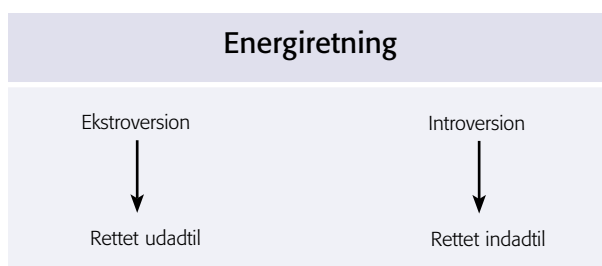 Energiretning
Ekstroversion
Introversion
Rettet udadtil
Rettet indadtil